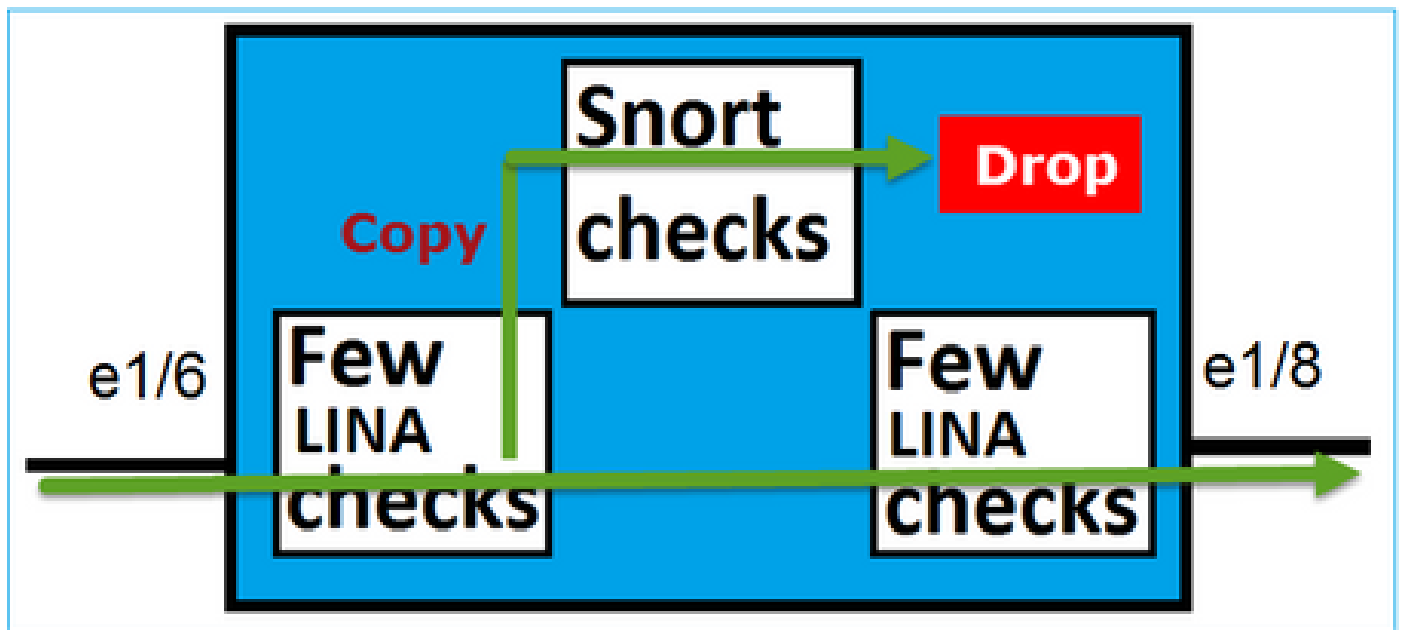 Snort
checks
Drop
Copy
e1/6
Few
LINA
checks
Few
LINA
checks
e1/8